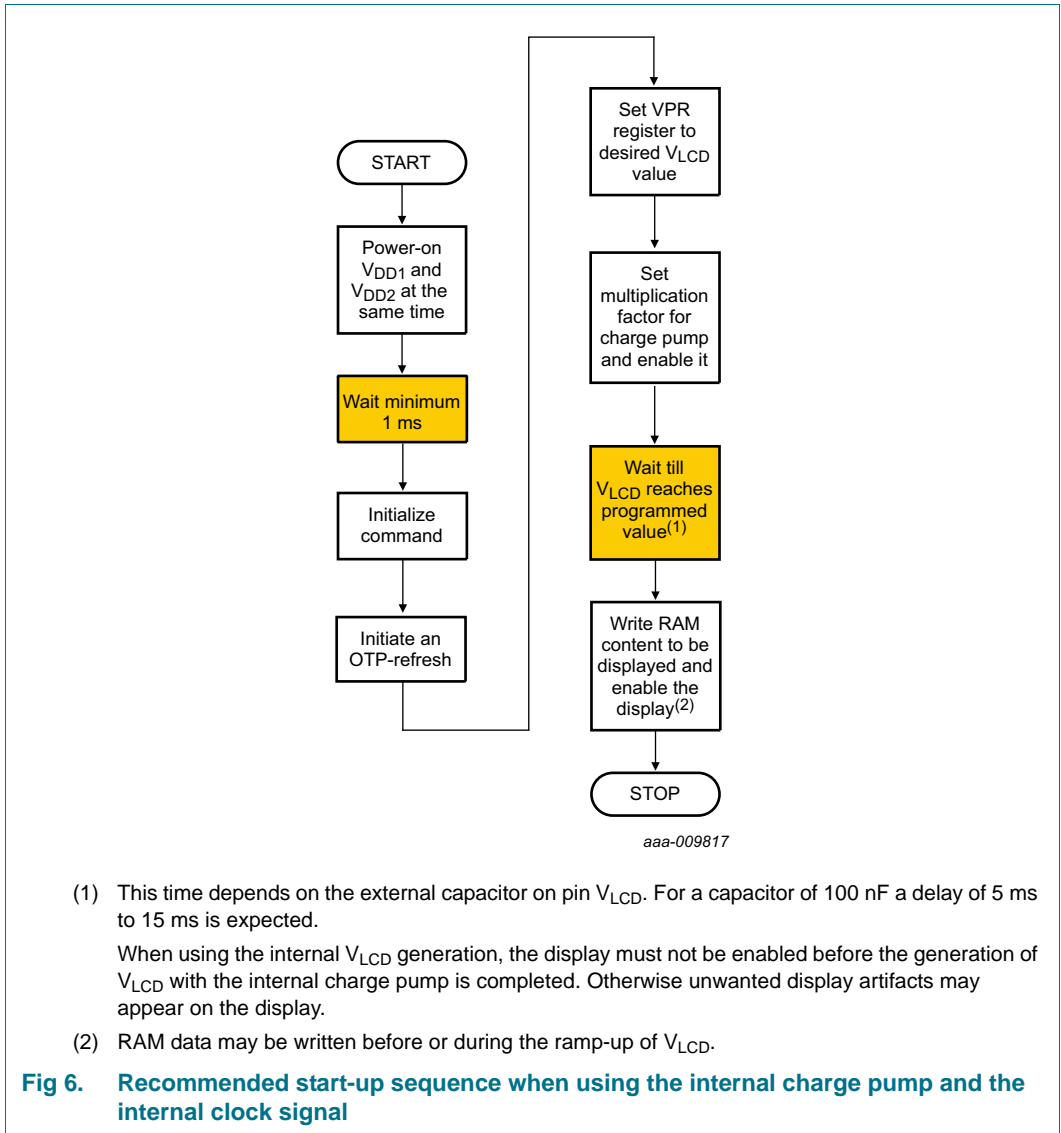 START
Power-on
VDD1 and
VDD2 at the
same time
Wait minimum
1 ms
Initialize
command
Initiate an
OTP-refresh
Set VPR
register to
desired VLCD
value
Set
multiplication
factor for
charge pump
and enable it
Wait till
VLCD reaches
programmed
value(1)
Write RAM
content to be
displayed and
enable the
display(2)
STOP
aaa-009817
(1) This time depends on the external capacitor on pin VLCD. For a capacitor of 100 nF a delay of 5 ms
to 15 ms is expected.
When using the internal VLCD generation, the display must not be enabled before the generation of
VLCD with the internal charge pump is completed. Otherwise unwanted display artifacts may
appear on the display.
(2) RAM data may be written before or during the ramp-up of VLCD.
Fig 6. Recommended start-up sequence when using the internal charge pump and the
internal clock signal